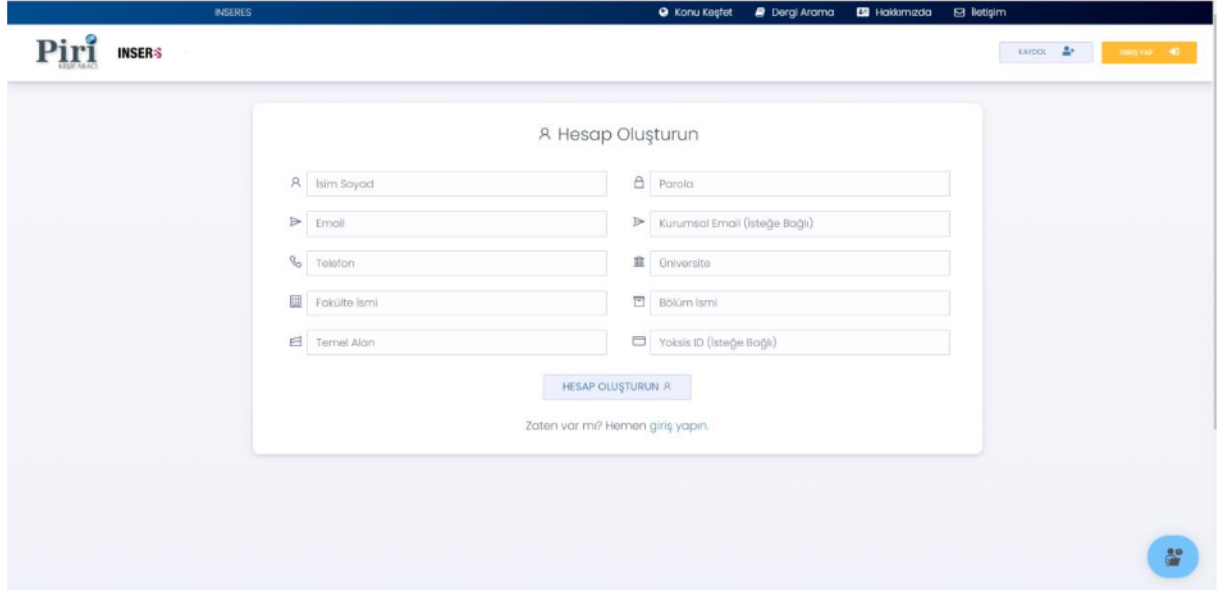 INSERES Konu Keşfet Dergi Arama Hakkımızda İletişim
Piri INSERS KAYDOL GİRİŞ YAP
KEŞİF ARACI
Hesap Oluşturun
İsim Soyad Parola
Email Kurumsal Email (İsteğe Bağlı)
Telefon Üniversite
Fakülte İsmi Bölüm İsmi
Temel Alan Yoksis ID (İsteğe Bağlı)
HESAP OLUŞTURUN
Zaten var mı? Hemen giriş yapın.